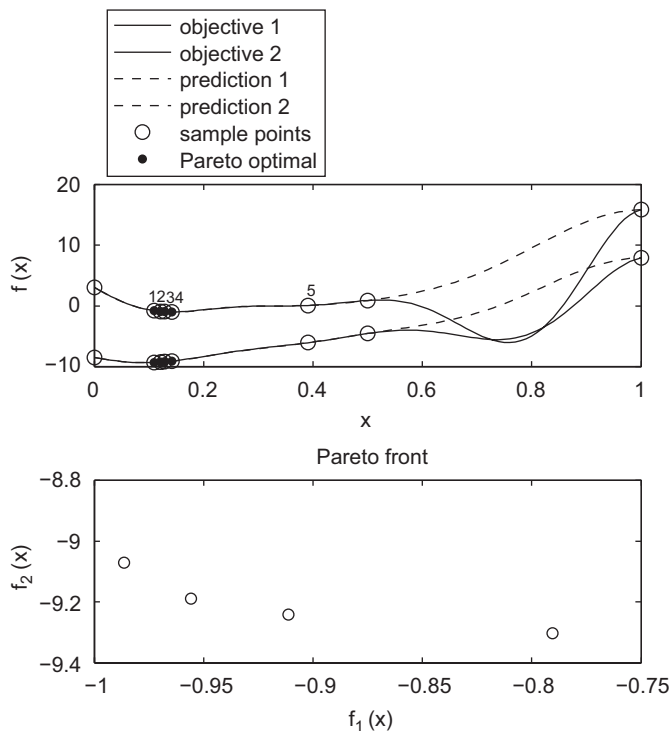 objective 1
objective 2
prediction 1
prediction 2
sample points
Pareto optimal
20
10
0
−10
f (x)
1234
5
0 0.2 0.4 0.6 0.8 1
x
Pareto front
−8.8
−9
−9.2
−9.4
f2 (x)
−1 −0.95 −0.9 −0.85 −0.8 −0.75
f1 (x)